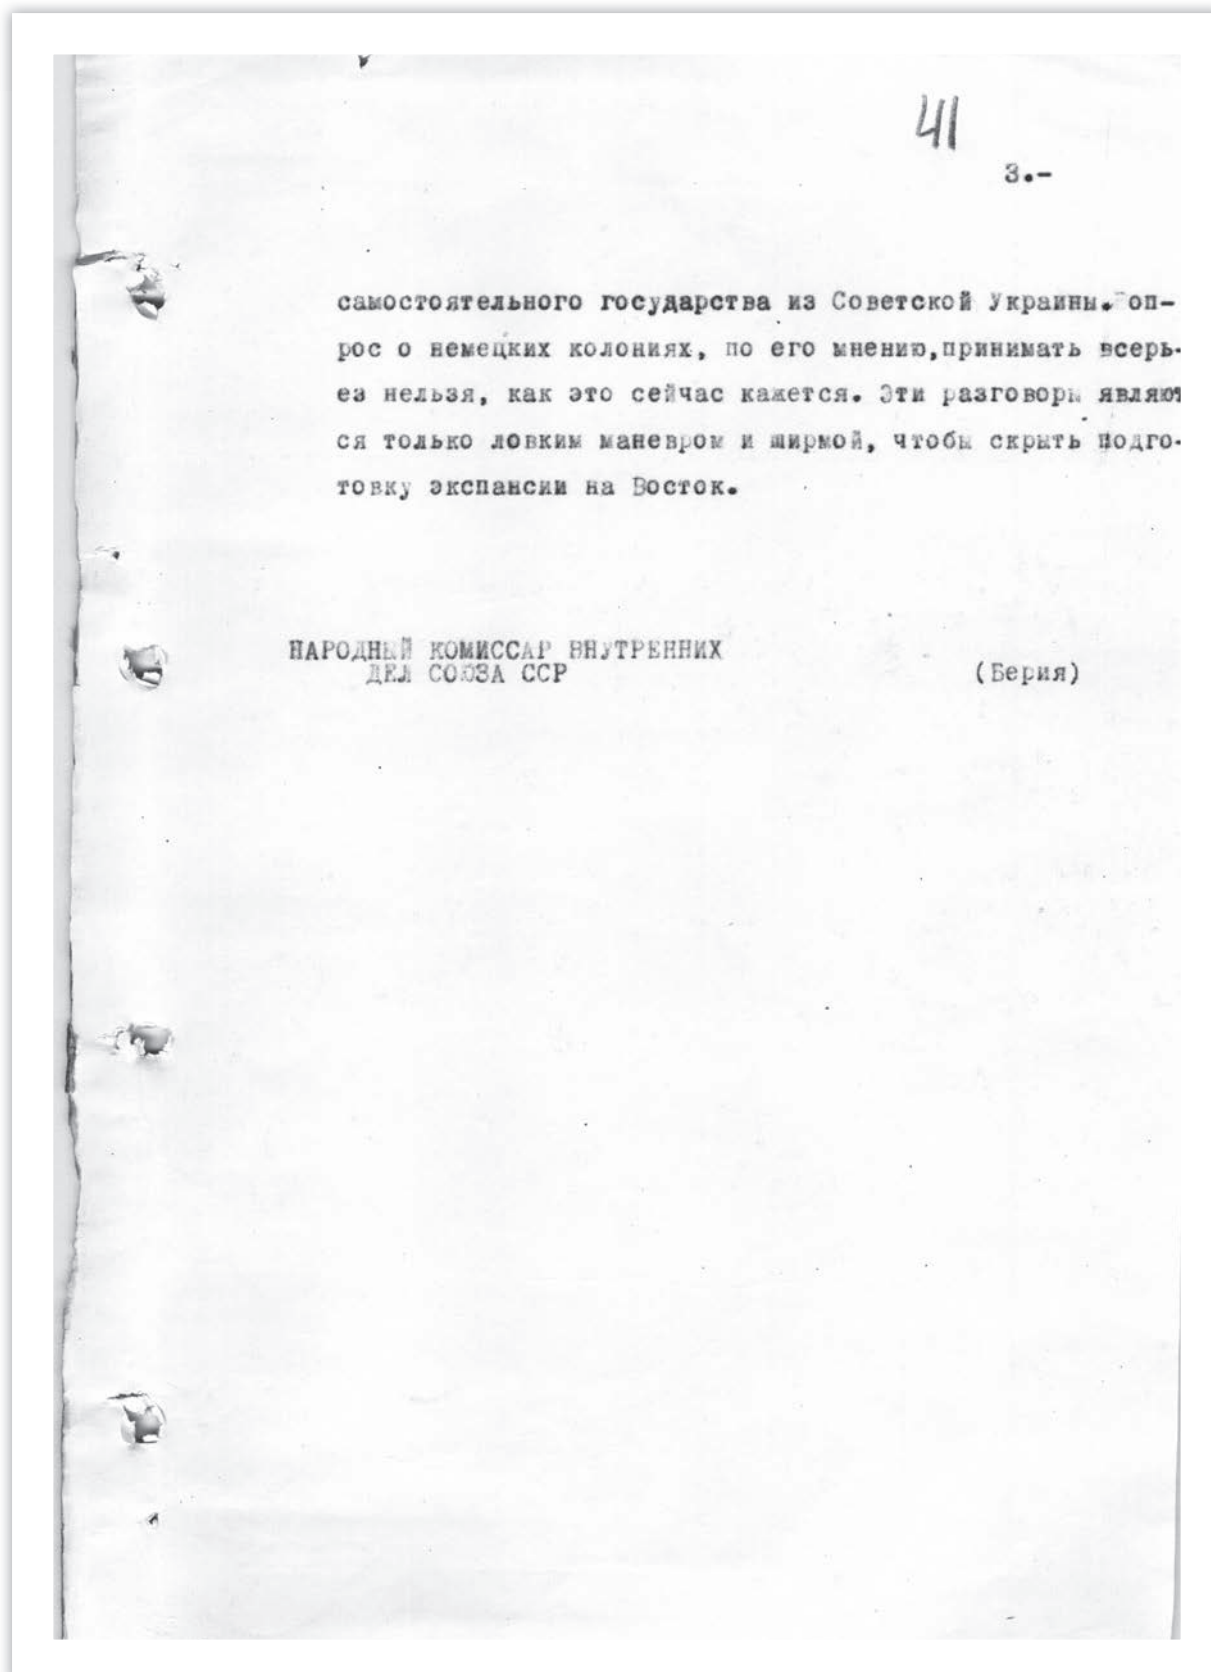 41
3.-
самостоятельного государства из Советской Украины. оп-
рос о немецких колониях, по его мнению,принимать всерь-
ез нельзя, как это сейчас кажется. Эти разговоры являют
ся только ловким маневром и ширмой, чтобы скрыть подго-
товку экспансии на Восток.
НАРОДНЫЙ КОМИССАР ВНУТРЕННИХ
ДЕЛ СОЮЗА ССР (Берия)